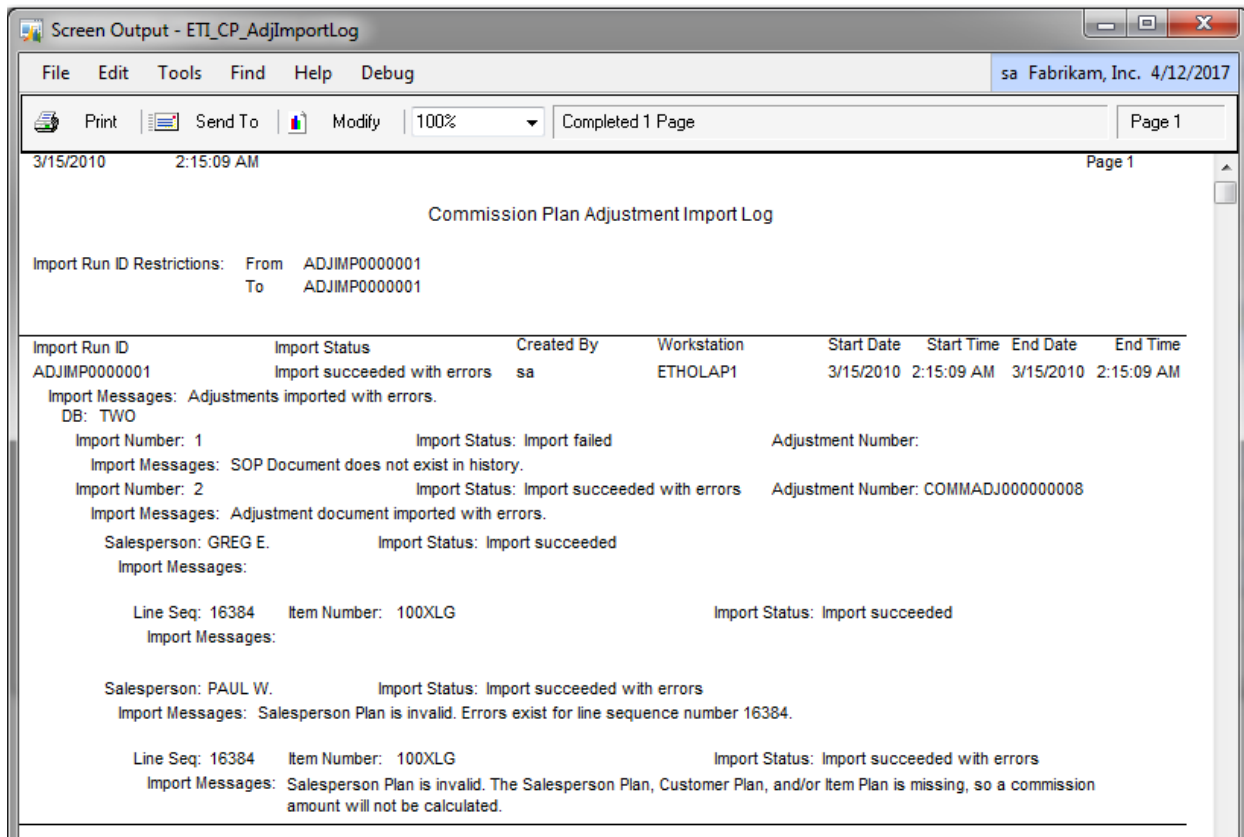 Screen Output - ETI_CP_AdjImportLog
File Edit Tools Find Help Debug sa Fabrikam, Inc. 4/12/2017
Print Send To Modify 100% Completed 1 Page Page 1
3/15/2010 2:15:09 AM Page 1
Commission Plan Adjustment Import Log
Import Run ID Restrictions: From ADJIMP0000001
To ADJIMP0000001
Import Run ID Import Status Created By Workstation Start Date Start Time End Date End Time
ADJIMP0000001 Import succeeded with errors sa ETHOLAP1 3/15/2010 2:15:09 AM 3/15/2010 2:15:09 AM
Import Messages: Adjustments imported with errors.
DB: TWO
Import Number: 1 Import Status: Import failed Adjustment Number:
Import Messages: SOP Document does not exist in history.
Import Number: 2 Import Status: Import succeeded with errors Adjustment Number: COMMADJ000000008
Import Messages: Adjustment document imported with errors.
Salesperson: GREG E. Import Status: Import succeeded
Import Messages:
Line Seq: 16384 Item Number: 100XLG Import Status: Import succeeded
Import Messages:
Salesperson: PAUL W. Import Status: Import succeeded with errors
Import Messages: Salesperson Plan is invalid. Errors exist for line sequence number 16384.
Line Seq: 16384 Item Number: 100XLG Import Status: Import succeeded with errors
Import Messages: Salesperson Plan is invalid. The Salesperson Plan, Customer Plan, and/or Item Plan is missing, so a commission
amount will not be calculated.